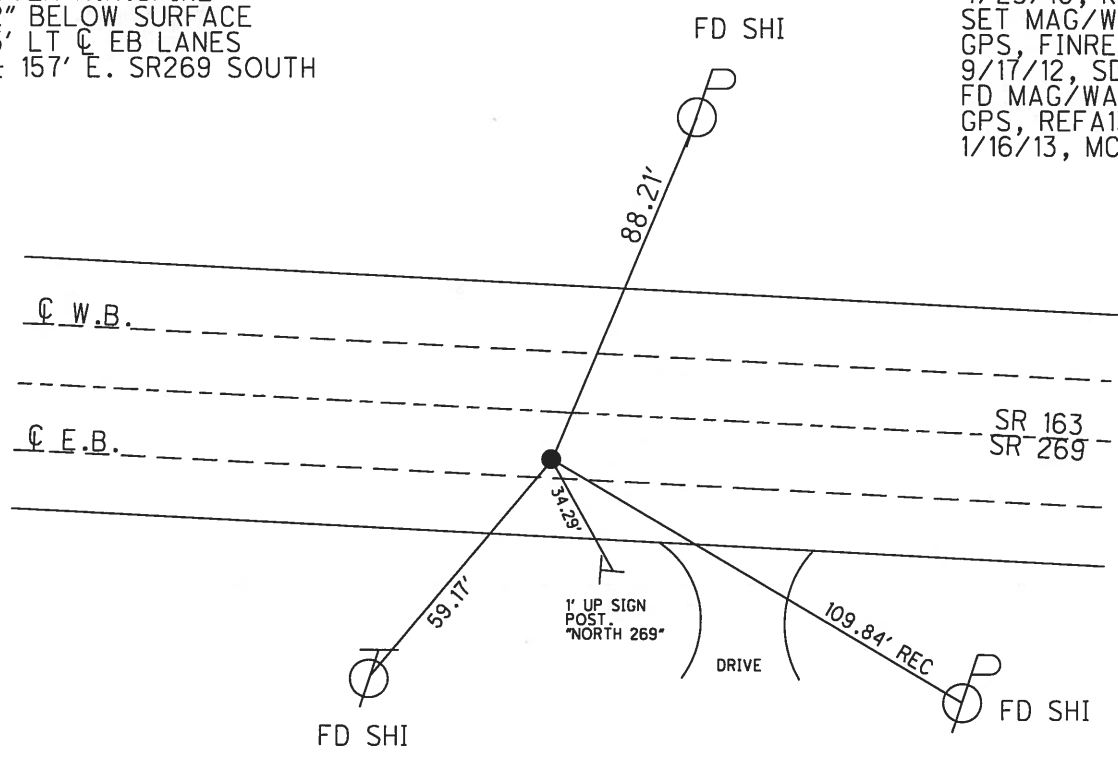 BELOW SURFACE
LT ℄ EB LANES
157' E. SR269 SOUTH
SET MAG/W
GPS, FINRE
9/17/12, SD
FD MAG/WA
GPS, REFA1
1/16/13, MC
FD SHI
88.21'
℄ W.B.
SR 163
SR 269
℄ E.B.
34.29'
59.17'
1' UP SIGN
POST.
"NORTH 269"
109.84' REC
DRIVE
FD SHI
FD SHI